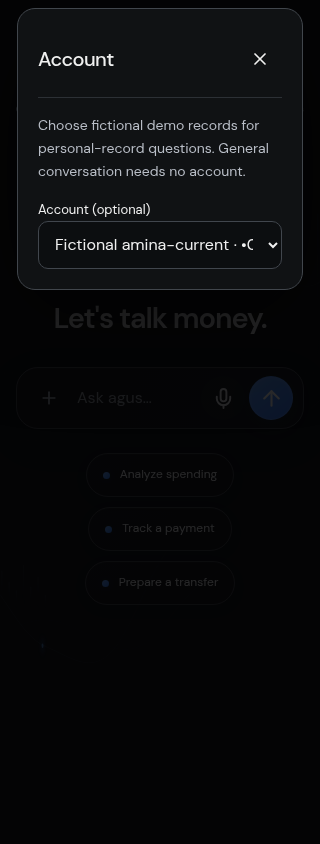 Account
Choose fictional demo records for
personal-record questions. General
conversation needs no account.
Account (optional)
Fictional amina-current · •
Let's talk money.
Ask agus...
Analyze spending
Track a payment
Prepare a transfer